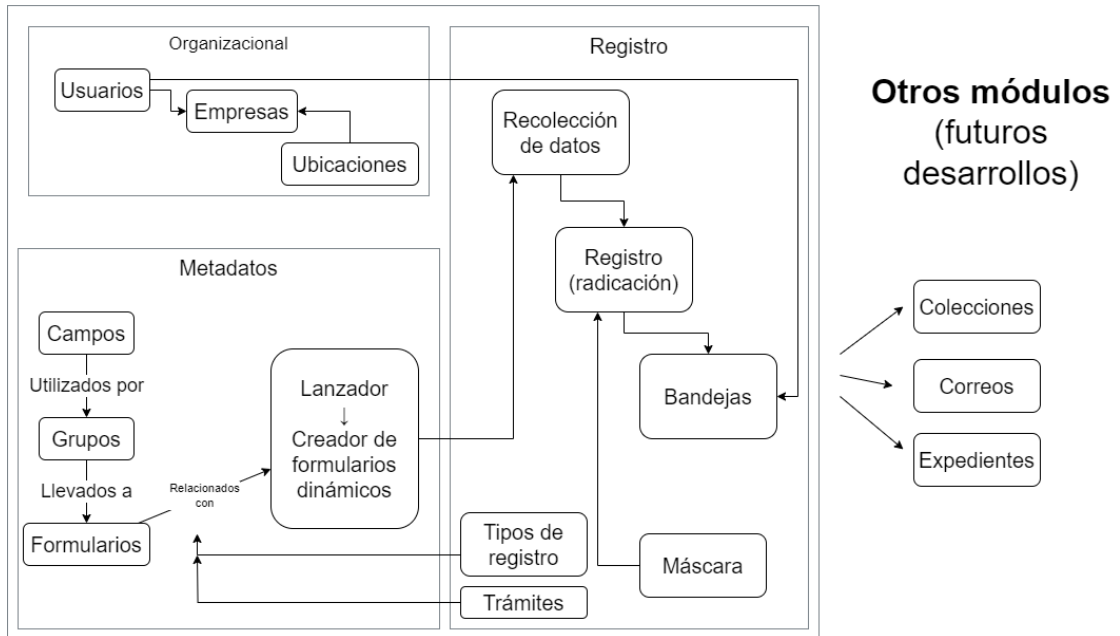 Organizacional
Usuarios
Empresas
Ubicaciones
Metadatos
Campos
Utilizados por
Grupos
Llevados a
Formularios
Relacionados
con
Lanzador
↓
Creador de
formularios
dinámicos
Registro
Recolección
de datos
Registro
(radicación)
Bandejas
Tipos de
registro
Trámites
Máscara
Otros módulos
(futuros
desarrollos)
Colecciones
Correos
Expedientes